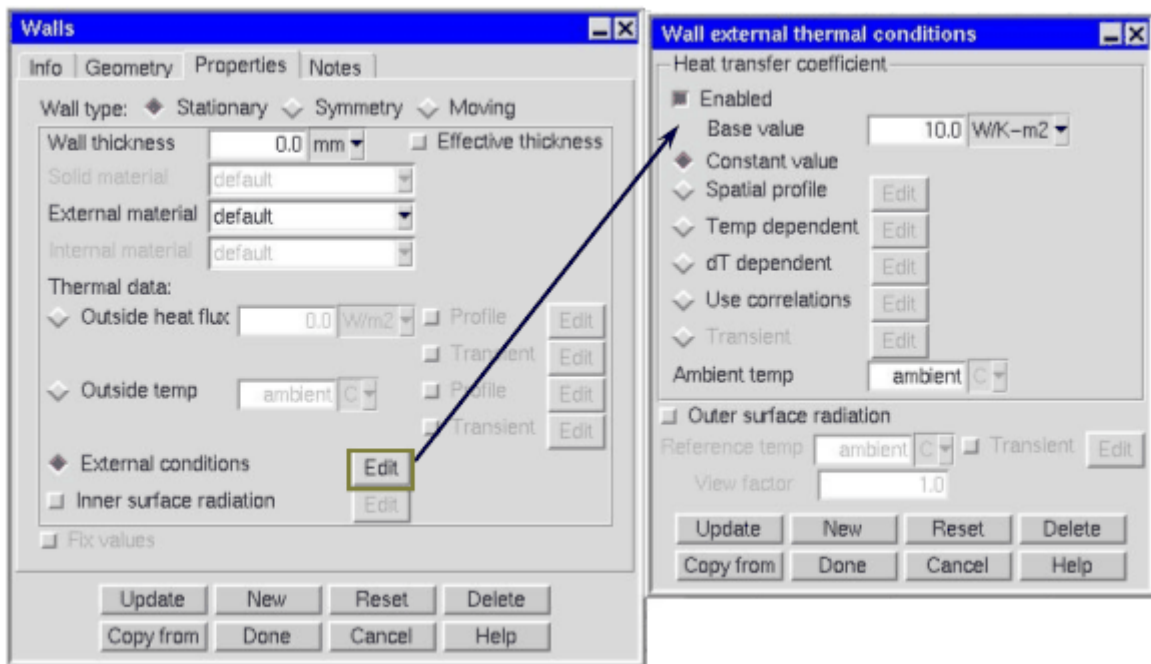 Walls
Info Geometry Properties Notes
Wall type: Stationary Symmetry Moving
Wall thickness 0.0 mm Effective thickness
Solid material default
External material default
Internal material default
Thermal data:
Outside heat flux 0.0 W/m2 Profile Edit
Transient Edit
Outside temp ambient C Profile Edit
Transient Edit
External conditions Edit
Inner surface radiation Edit
Fix values
Update New Reset Delete
Copy from Done Cancel Help
Wall external thermal conditions
Heat transfer coefficient
Enabled
Base value 10.0 W/K-m2
Constant value
Spatial profile Edit
Temp dependent Edit
dT dependent Edit
Use correlations Edit
Transient Edit
Ambient temp ambient C
Outer surface radiation
Reference temp ambient C Transient Edit
View factor 1.0
Update New Reset Delete
Copy from Done Cancel Help